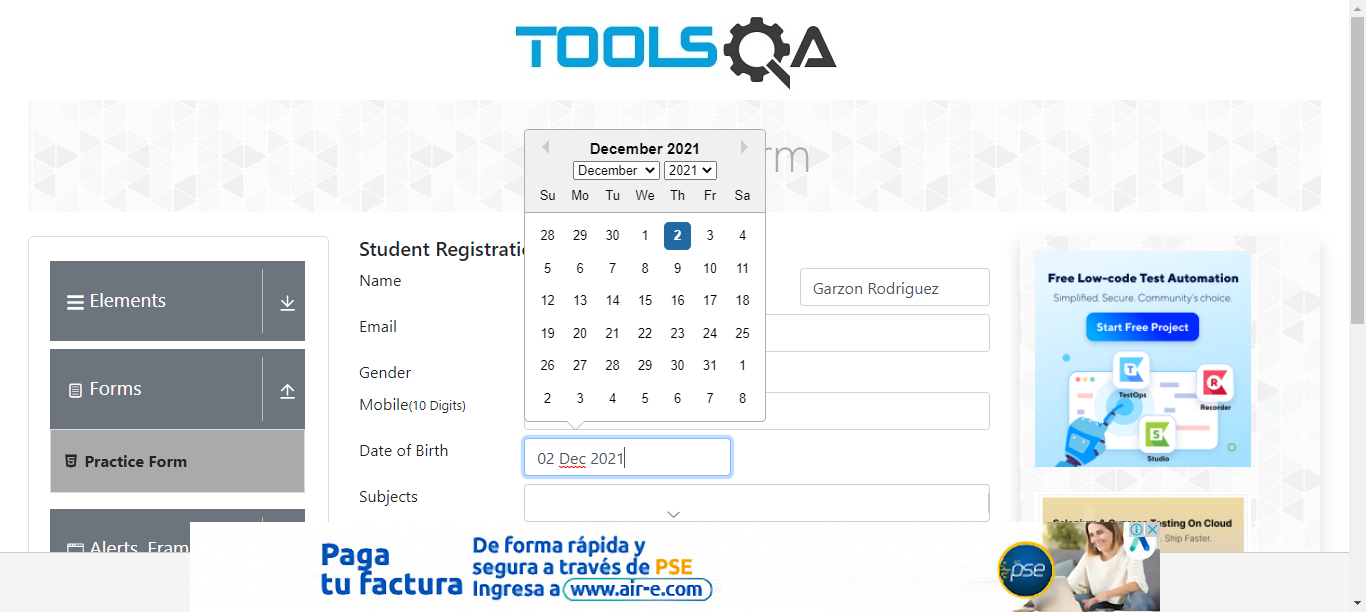 TOOLSQA
rm
December 2021
December 2021
Su Mo Tu We Th Fr Sa
28 29 30 1 2 3 4
5 6 7 8 9 10 11
12 13 14 15 16 17 18
19 20 21 22 23 24 25
26 27 28 29 30 31 1
2 3 4 5 6 7 8
Elements
Forms
Practice Form
Alerts, Fram
Student Registratio
Name
Garzon Rodriguez
Email
Gender
Mobile(10 Digits)
Date of Birth
02 Dec 2021
Subjects
Free Low-code Test Automation
Simplified. Secure. Community's choice.
Start Free Project
TestOps
Recorder
Studio
Testing On Cloud
. Ship Faster.
Paga
tu factura
De forma rápida y
segura a través de PSE
Ingresa a www.air-e.com
pse